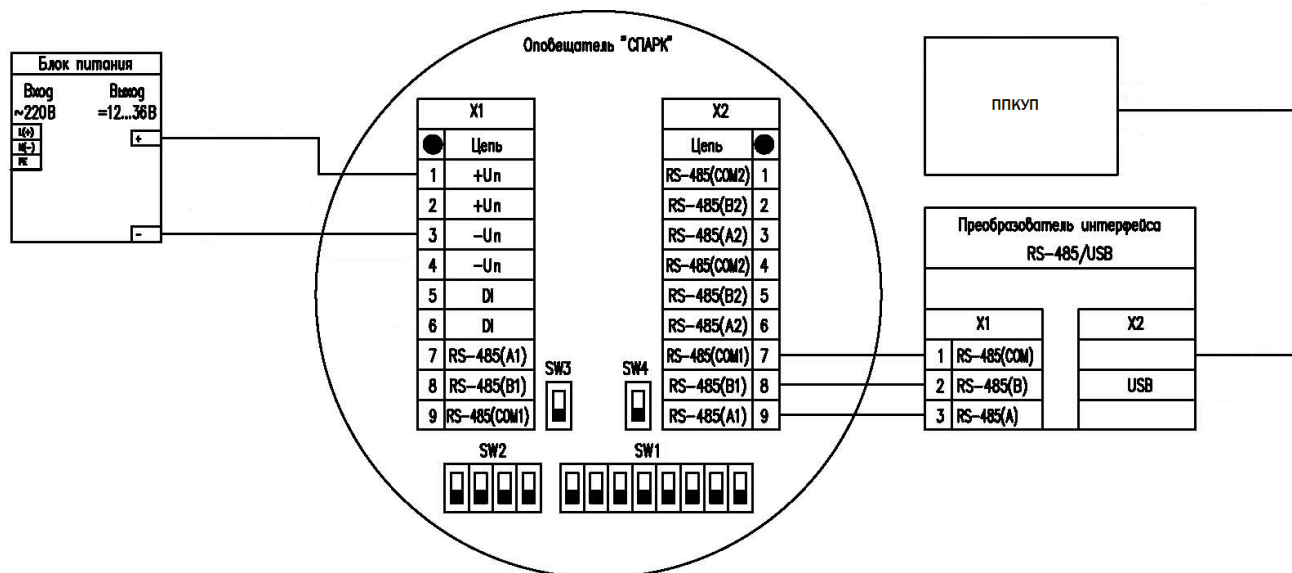 Оповещатель "СПАРК"
Блок питания
Вход Выход
~220В =12...36В
L(+)
N(-)
PE
+
-
X1
Цепь
1 +Uп
2 +Uп
3 -Uп
4 -Uп
5 DI
6 DI
7 RS-485(A1)
8 RS-485(B1)
9 RS-485(COM1)
X2
Цепь
RS-485(COM2) 1
RS-485(B2) 2
RS-485(A2) 3
RS-485(COM2) 4
RS-485(B2) 5
RS-485(A2) 6
RS-485(COM1) 7
RS-485(B1) 8
RS-485(A1) 9
SW3
SW4
SW2
SW1
ППКУП
Преобразователь интерфейса
RS-485/USB
X1
1 RS-485(COM)
2 RS-485(B)
3 RS-485(A)
X2
USB